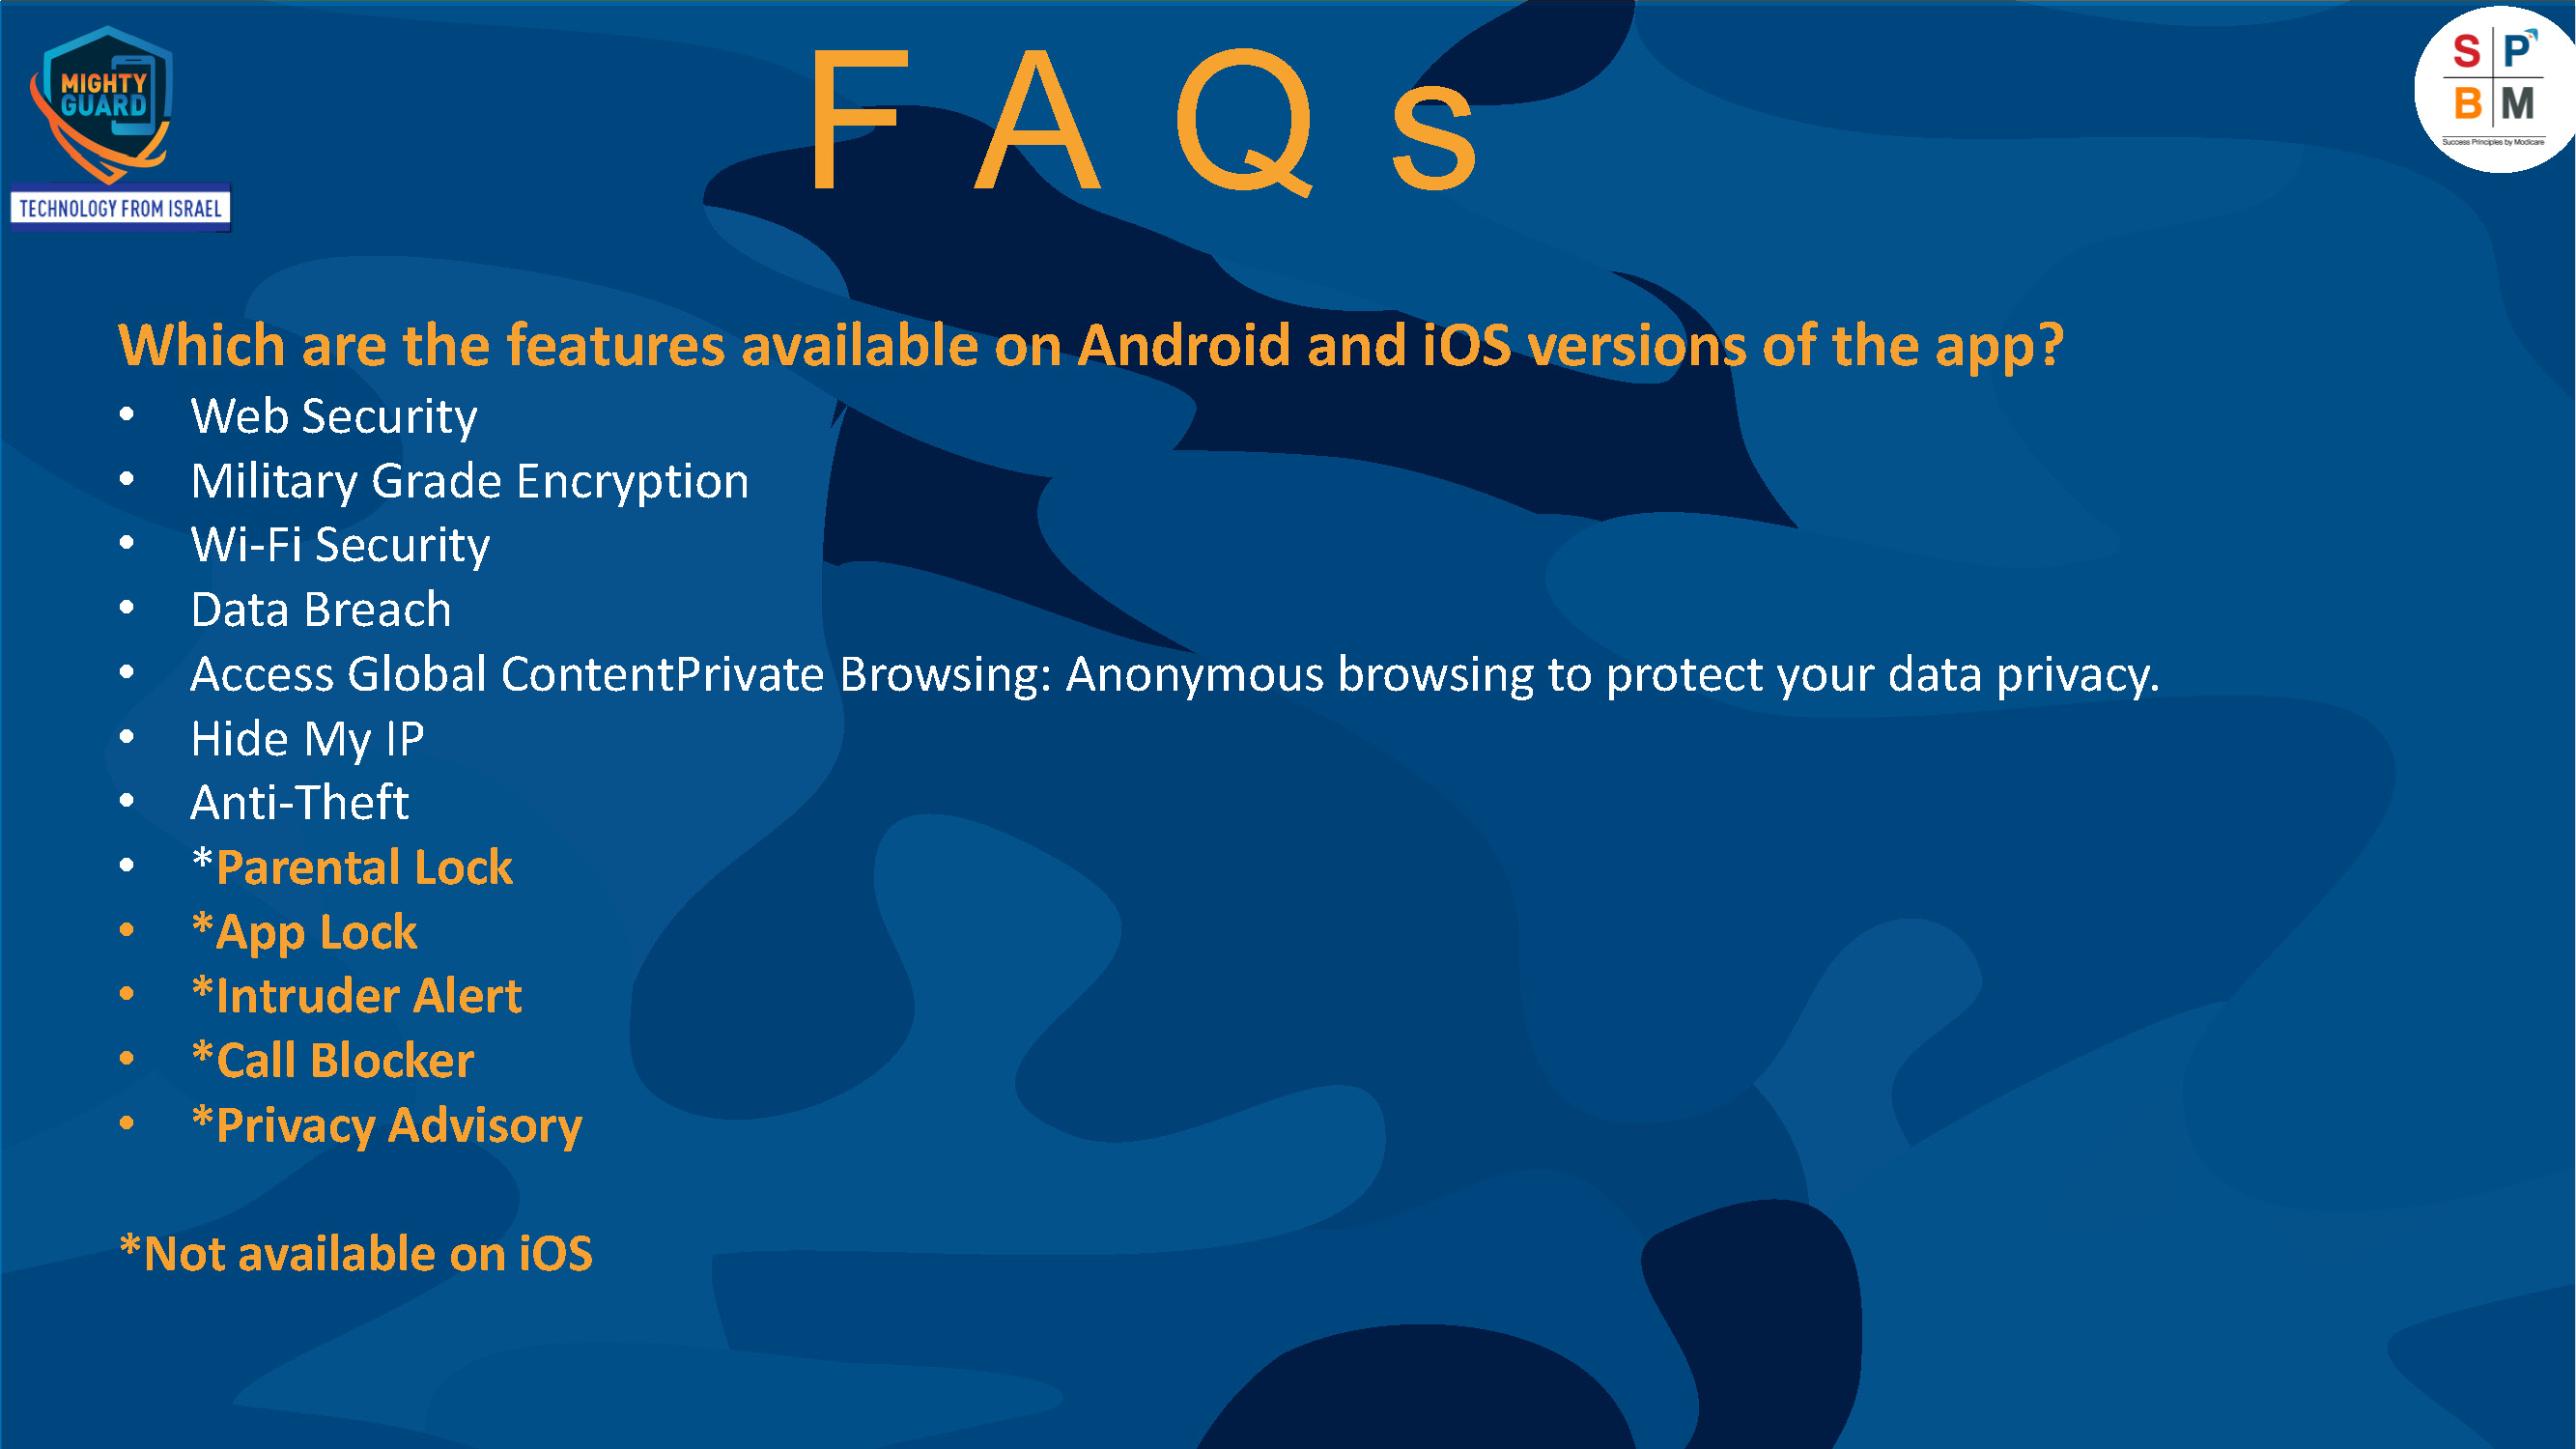 MIGHTY
GUARD
TECHNOLOGY FROM ISRAEL
F A Q s
S P
B M
Success Principles by Modicare
Which are the features available on Android and iOS versions of the app?
• Web Security
• Military Grade Encryption
• Wi-Fi Security
• Data Breach
• Access Global ContentPrivate Browsing: Anonymous browsing to protect your data privacy.
• Hide My IP
• Anti-Theft
• *Parental Lock
• *App Lock
• *Intruder Alert
• *Call Blocker
• *Privacy Advisory
*Not available on iOS